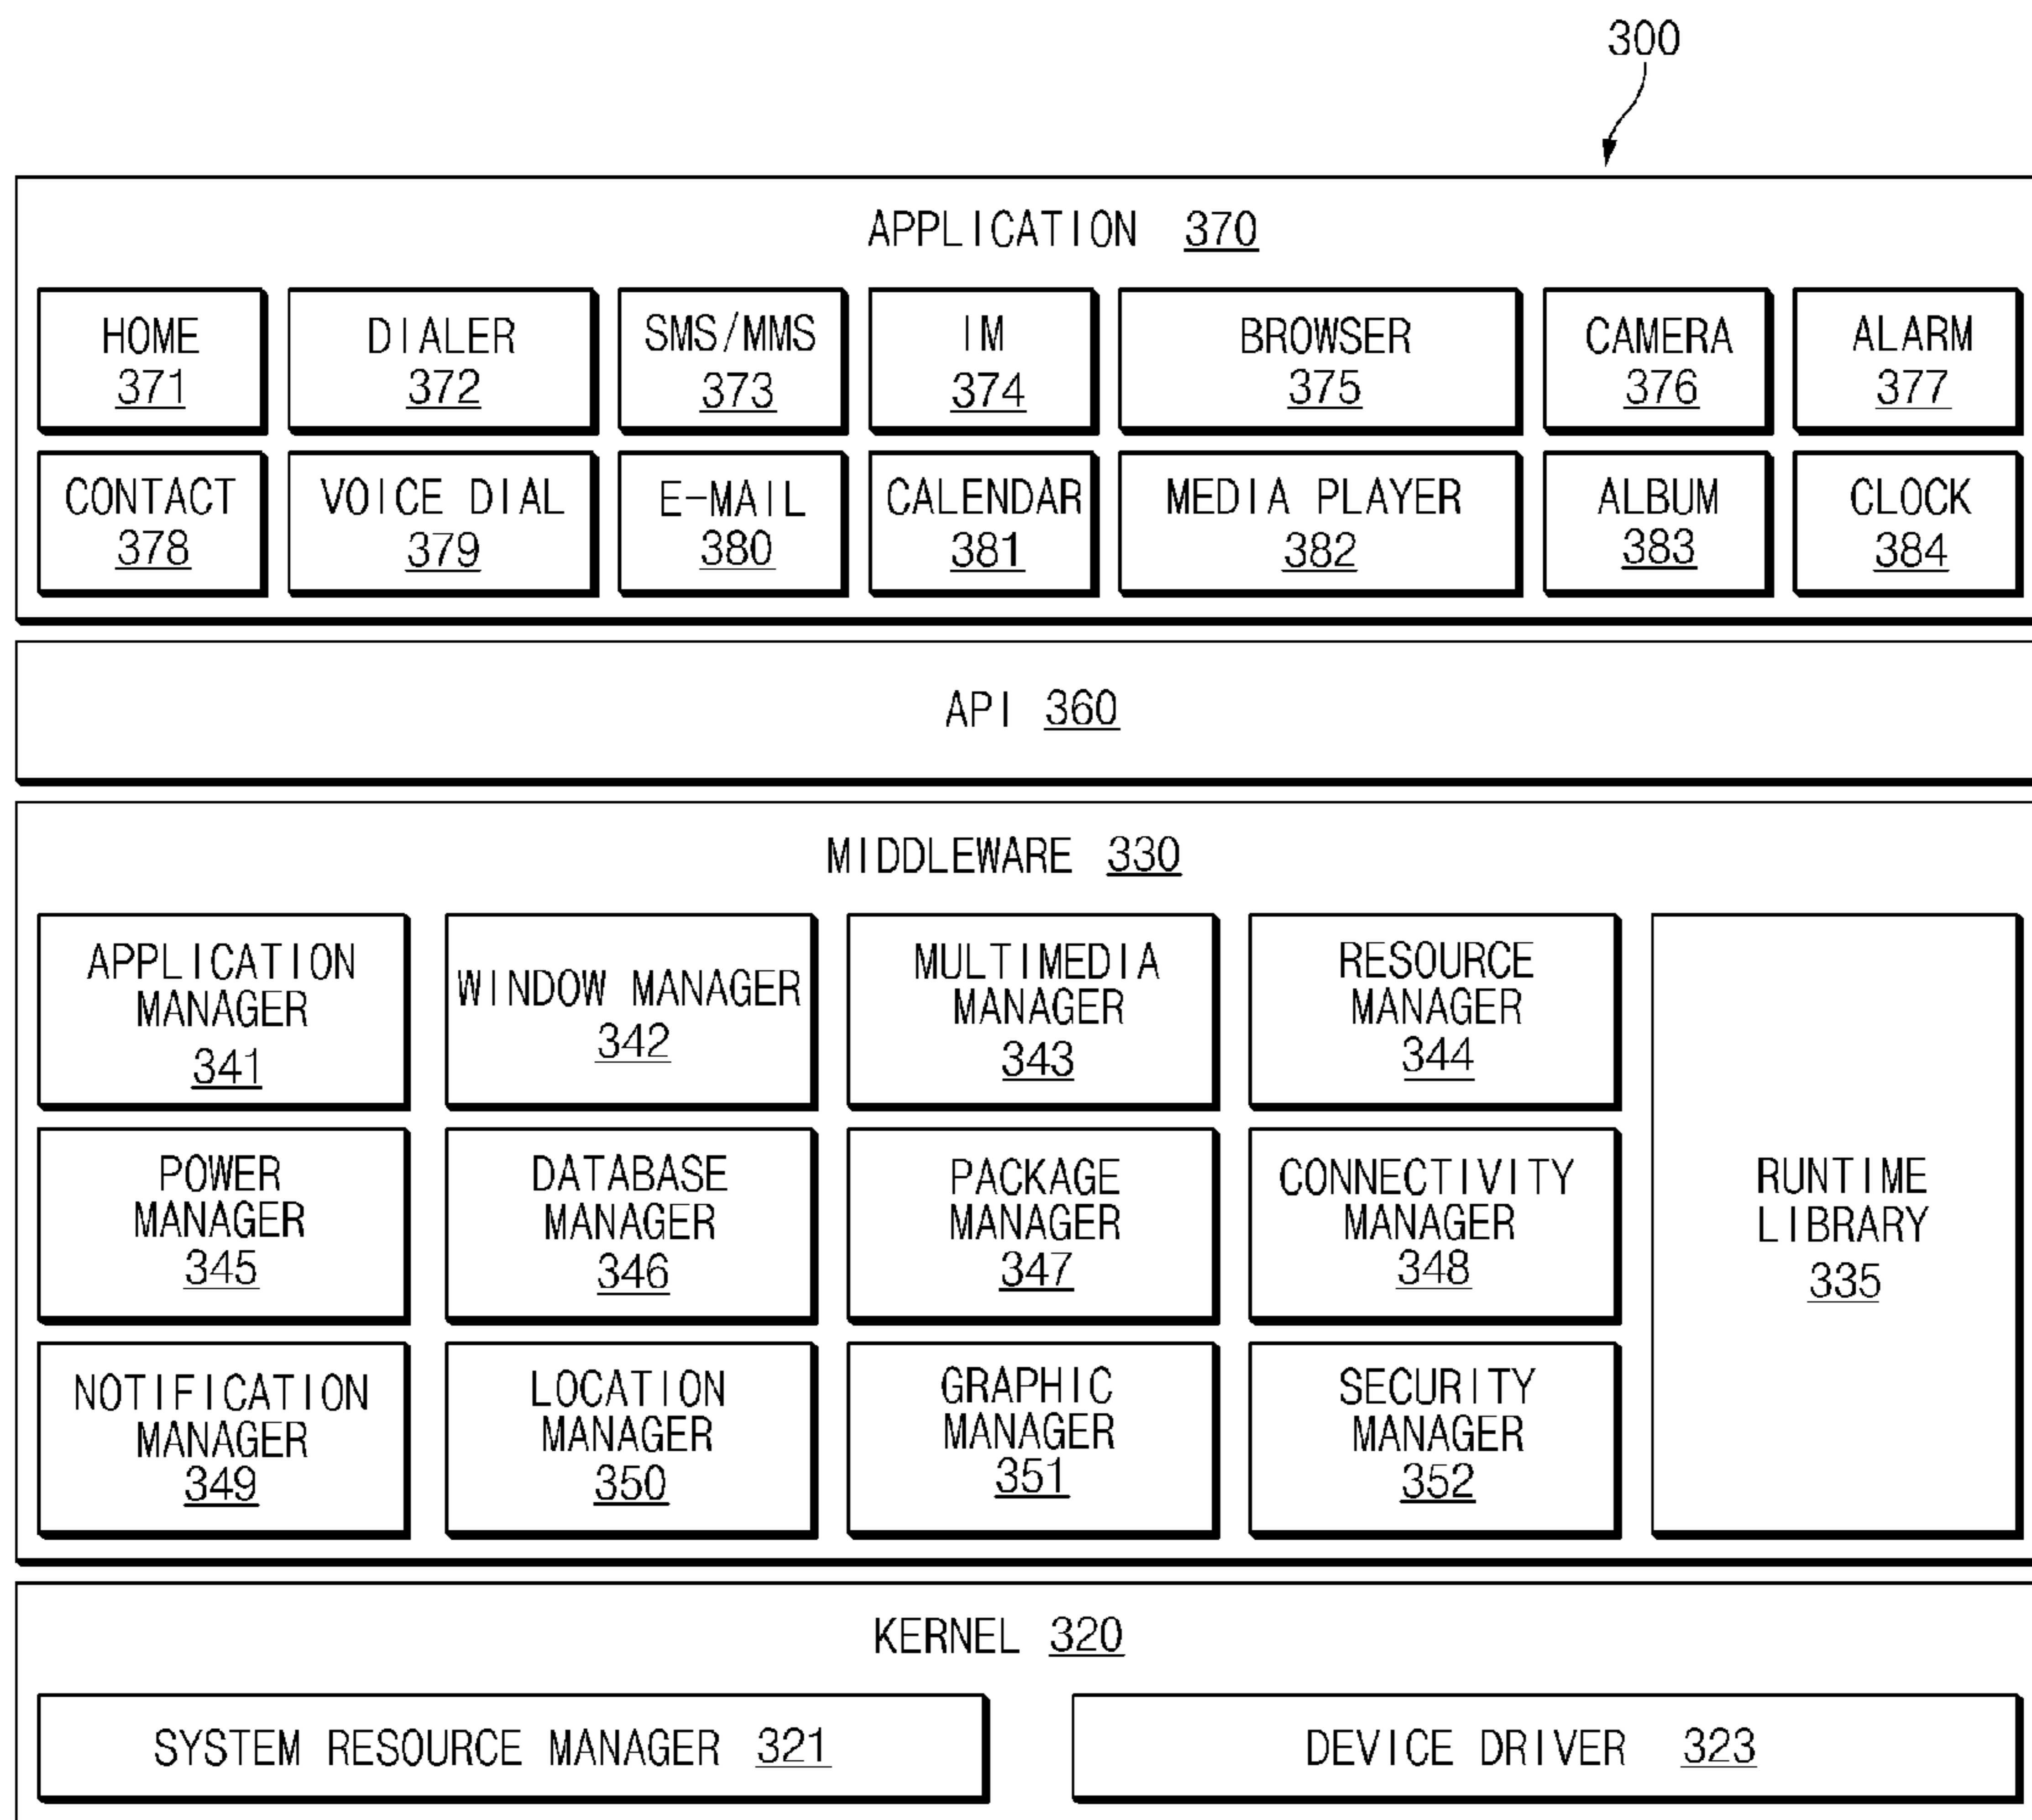 300
APPLICATION 370
HOME
371
DIALER
372
SMS/MMS
373
IM
374
BROWSER
375
CAMERA
376
ALARM
377
CONTACT
378
VOICE DIAL
379
E-MAIL
380
CALENDAR
381
MEDIA PLAYER
382
ALBUM
383
CLOCK
384
API 360
MIDDLEWARE 330
APPLICATION
MANAGER
341
WINDOW MANAGER
342
MULTIMEDIA
MANAGER
343
RESOURCE
MANAGER
344
POWER
MANAGER
345
DATABASE
MANAGER
346
PACKAGE
MANAGER
347
CONNECTIVITY
MANAGER
348
RUNTIME
LIBRARY
335
NOTIFICATION
MANAGER
349
LOCATION
MANAGER
350
GRAPHIC
MANAGER
351
SECURITY
MANAGER
352
KERNEL 320
SYSTEM RESOURCE MANAGER 321
DEVICE DRIVER 323